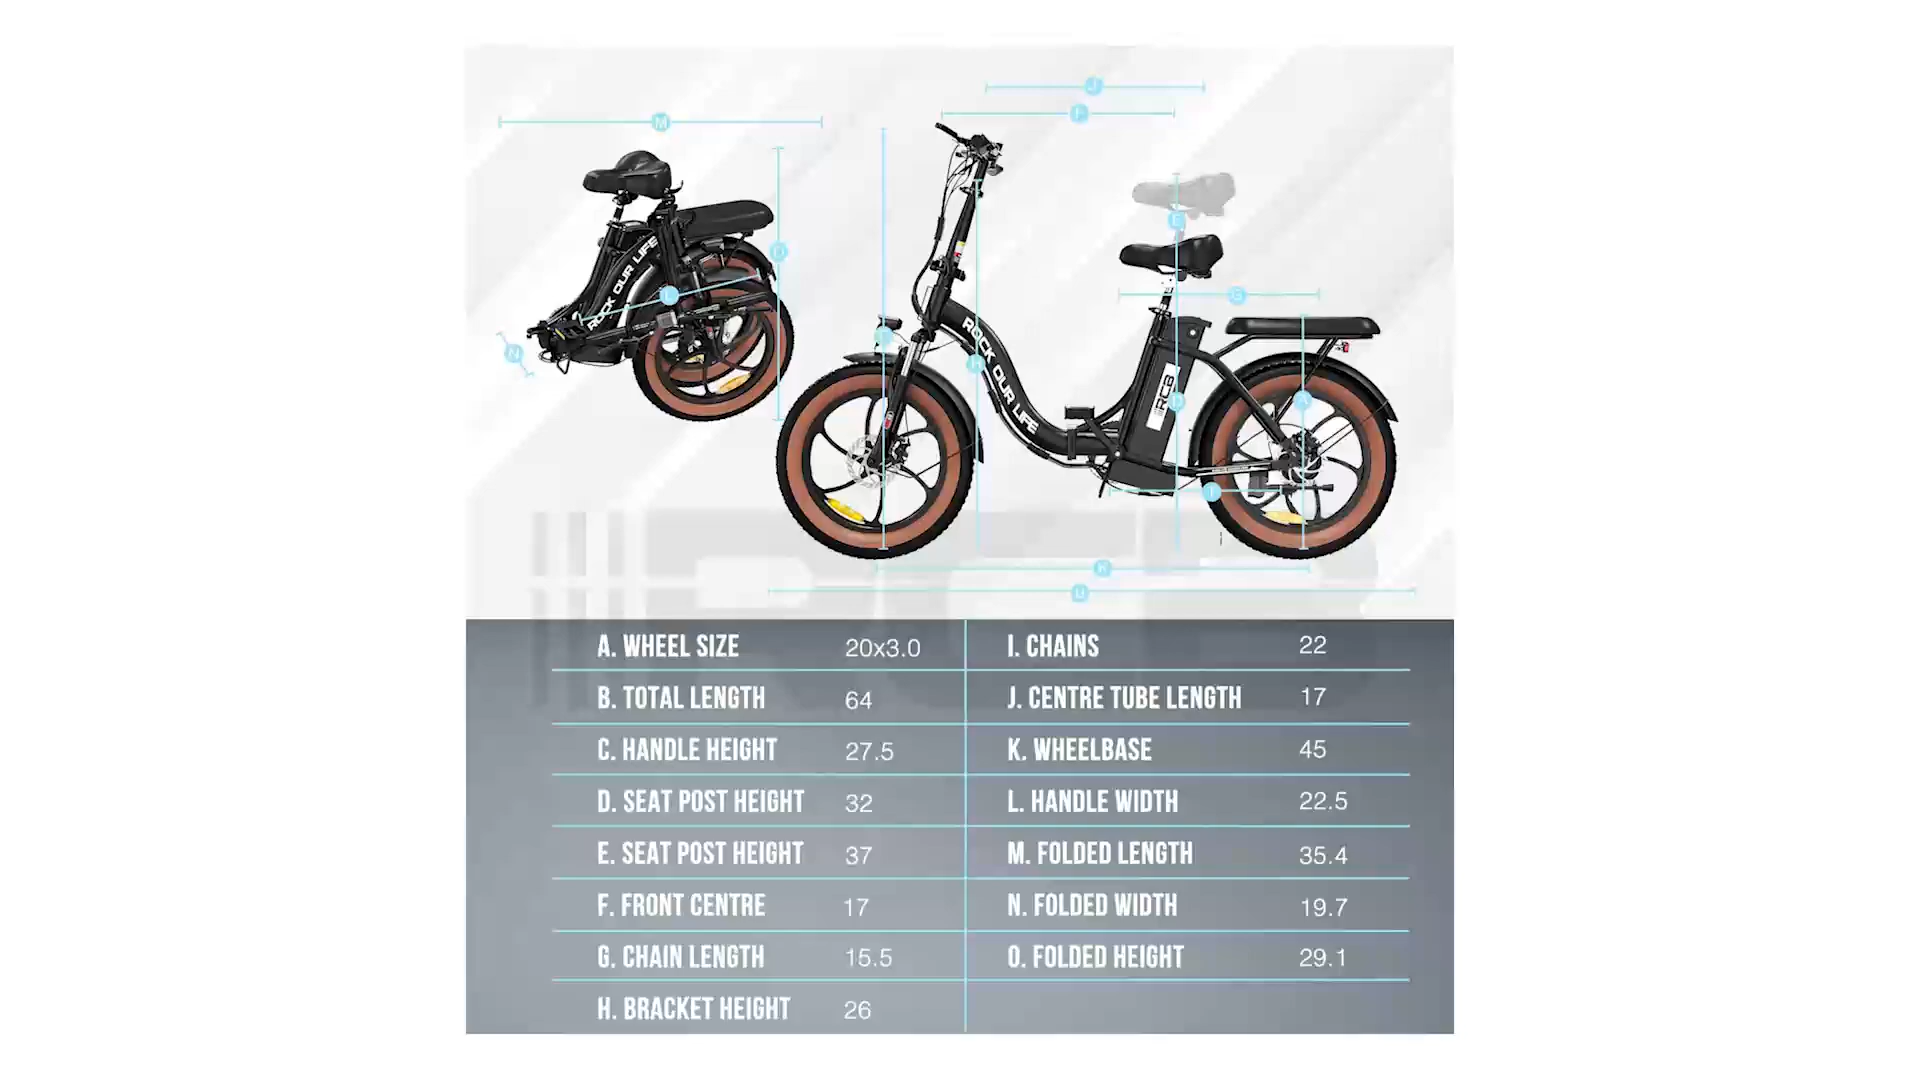 J
F
M
E
D
ROCK OUR LIFE
L
G
N
ROCK OUR LIFE
H
RCB
D
A
I
K
RCB
A. WHEEL SIZE 20x3.0
B. TOTAL LENGTH 64
C. HANDLE HEIGHT 27.5
D. SEAT POST HEIGHT 32
E. SEAT POST HEIGHT 37
F. FRONT CENTRE 17
G. CHAIN LENGTH 15.5
H. BRACKET HEIGHT 26
I. CHAINS 22
J. CENTRE TUBE LENGTH 17
K. WHEELBASE 45
L. HANDLE WIDTH 22.5
M. FOLDED LENGTH 35.4
N. FOLDED WIDTH 19.7
O. FOLDED HEIGHT 29.1